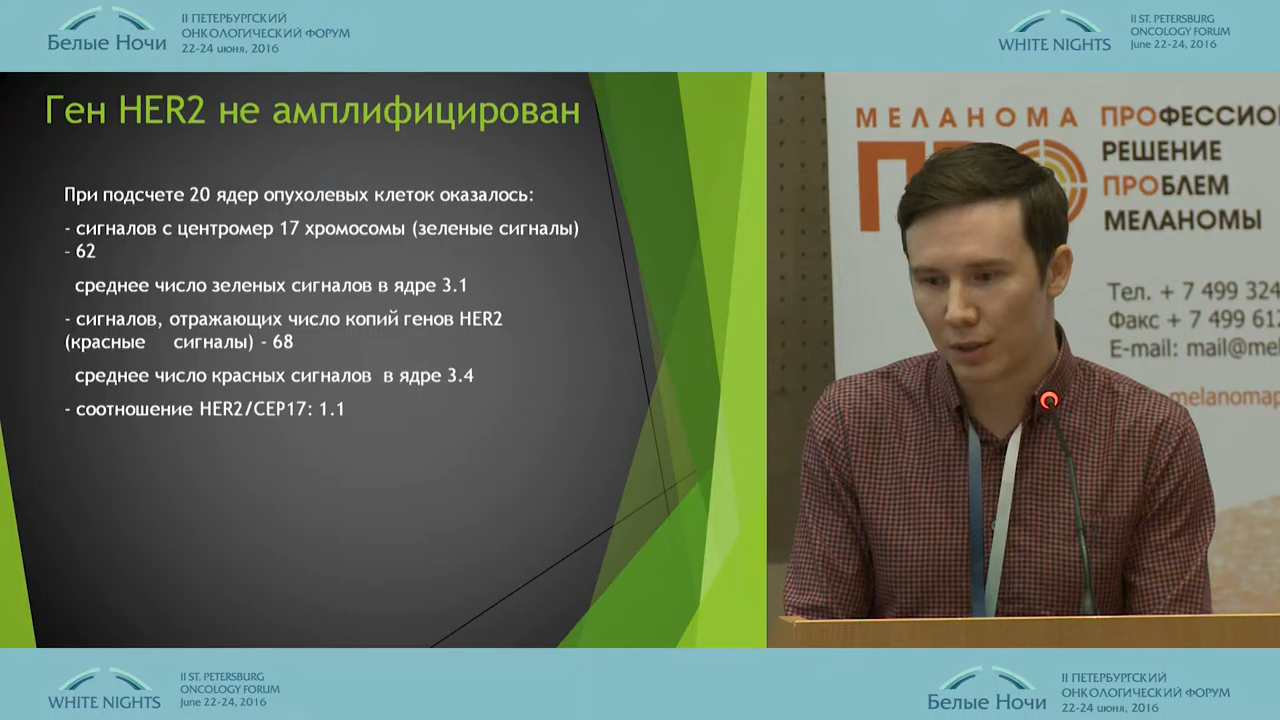 Белые Ночи
II ПЕТЕРБУРГСКИЙ
ОНКОЛОГИЧЕСКИЙ ФОРУМ
22-24 июня, 2016
WHITE NIGHTS
II ST. PETERSBURG
ONCOLOGY FORUM
June 22-24, 2016
Ген HER2 не амплифицирован
При подсчете 20 ядер опухолевых клеток оказалось:
- сигналов с центромер 17 хромосомы (зеленые сигналы)
- 62
среднее число зеленых сигналов в ядре 3.1
- сигналов, отражающих число копий генов HER2
(красные сигналы) - 68
среднее число красных сигналов в ядре 3.4
- соотношение HER2/CEP17: 1.1
МЕЛАНОМА
ПРО
ПРОФЕССИОН
РЕШЕНИЕ
ПРОБЛЕМ
МЕЛАНОМЫ
Тел. + 7 499 324
Факс + 7 499 612
E-mail: mail@mel
melanomap
WHITE NIGHTS
II ST. PETERSBURG
ONCOLOGY FORUM
June 22-24, 2016
Белые Ночи
II ПЕТЕРБУРГСКИЙ
ОНКОЛОГИЧЕСКИЙ ФОРУМ
22-24 июня, 2016